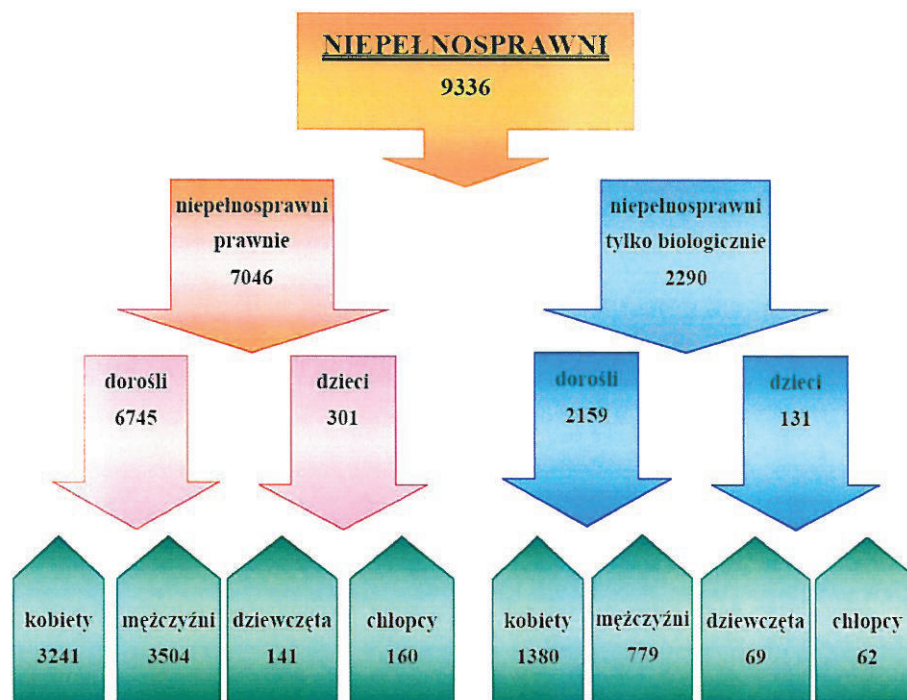 NIEPEŁNOSPRAWNI
9336
niepełnosprawni
prawnie
7046
niepełnosprawni
tylko biologicznie
2290
dorośli
6745
dzieci
301
dorośli
2159
dzieci
131
kobiety
3241
mężczyźni
3504
dziewczęta
141
chłopcy
160
kobiety
1380
mężczyźni
779
dziewczęta
69
chłopcy
62